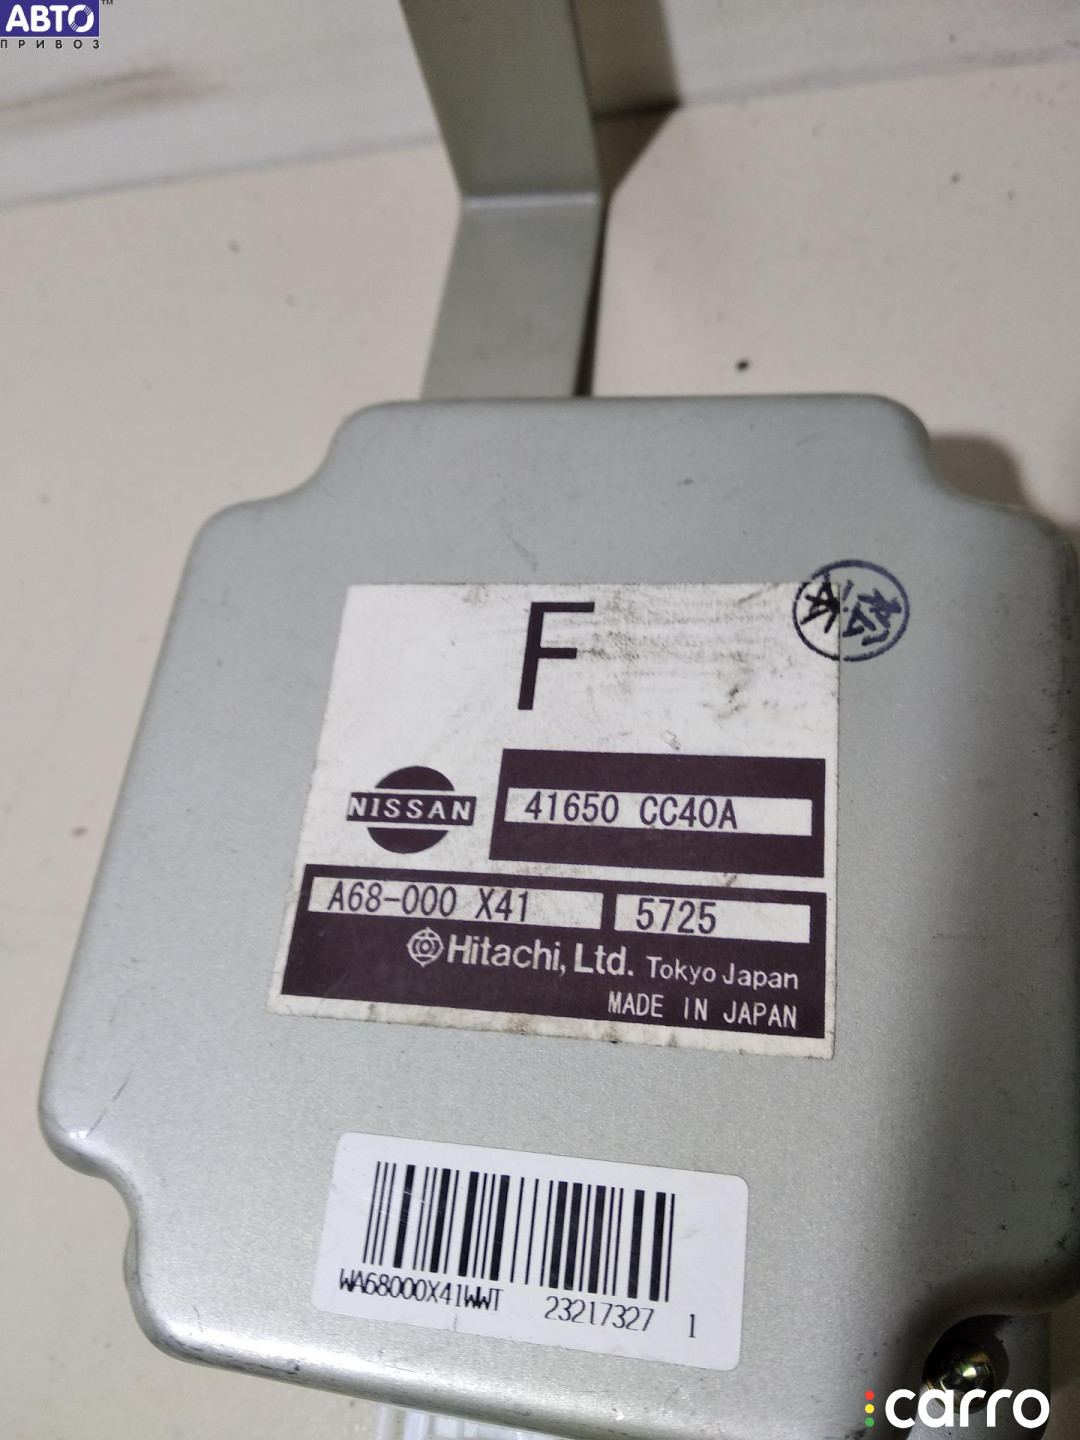 АВТО™
ПРИВОЗ
F
NISSAN
41650 CC40A
A68-000 X41
5725
Hitachi, Ltd. Tokyo Japan
MADE IN JAPAN
WA68000X41WWT 23217327 1
carro